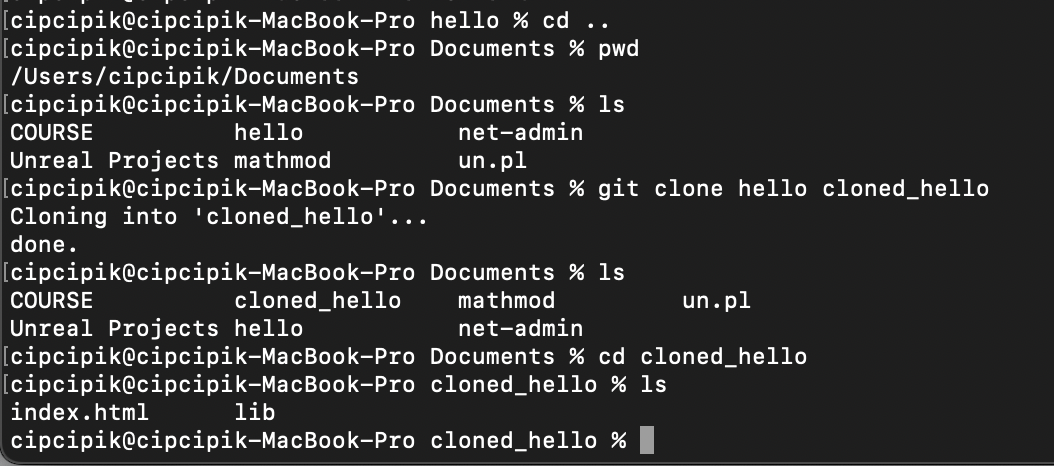 [cipcipik@cipcipik-MacBook-Pro hello % cd ..
[cipcipik@cipcipik-MacBook-Pro Documents % pwd
/Users/cipcipik/Documents
[cipcipik@cipcipik-MacBook-Pro Documents % ls
COURSE          hello           net-admin
Unreal Projects mathmod         un.pl
[cipcipik@cipcipik-MacBook-Pro Documents % git clone hello cloned_hello
Cloning into 'cloned_hello'...
done.
[cipcipik@cipcipik-MacBook-Pro Documents % ls
COURSE          cloned_hello    mathmod         un.pl
Unreal Projects hello           net-admin
[cipcipik@cipcipik-MacBook-Pro Documents % cd cloned_hello
[cipcipik@cipcipik-MacBook-Pro cloned_hello % ls
index.html      lib
cipcipik@cipcipik-MacBook-Pro cloned_hello %